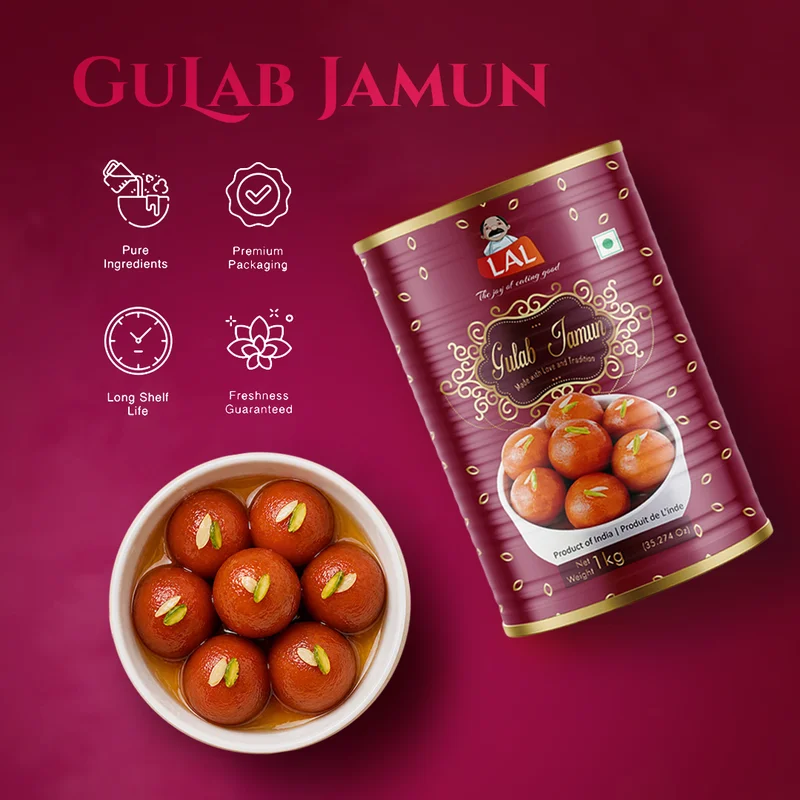 GULAB JAMUN
Pure
Ingredients
Premium
Packaging
Long Shelf
Life
Freshness
Guaranteed
LAL
The joy of eating good
Gulab Jamun
Made with Love and Tradition
Product of India | Produit de L'inde
Net
Weight 1kg [35.274 Oz]